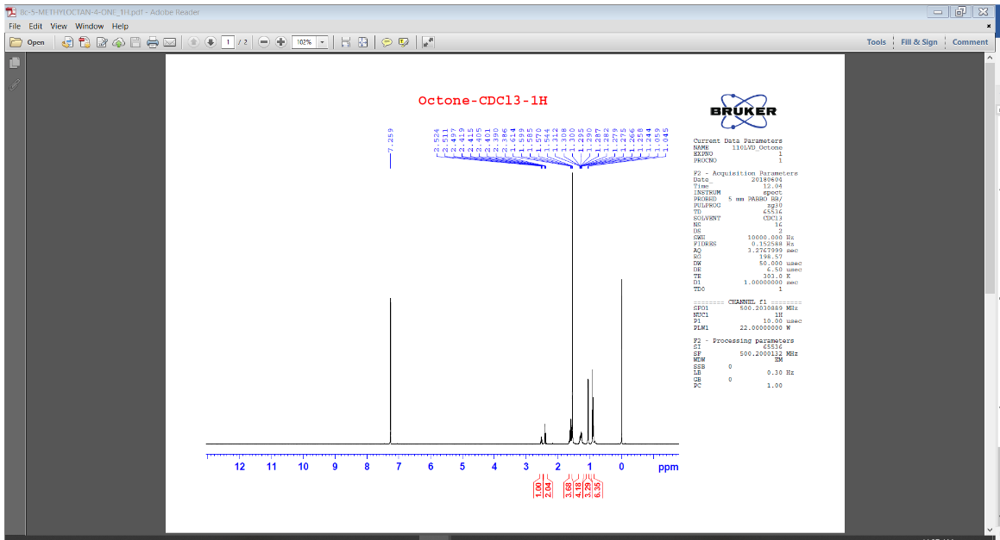 8c-5-METHYLOCTAN-4-ONE_1H.pdf - Adobe Reader
File Edit View Window Help
Open 1 / 2 102% Tools Fill & Sign Comment
Octone-CDCl3-1H
BRUKER
7.259
2.524
2.511
2.497
2.419
2.415
2.405
2.401
2.390
2.386
1.614
1.599
1.585
1.570
1.544
1.312
1.308
1.300
1.295
1.290
1.287
1.282
1.279
1.275
1.266
1.258
1.244
1.059
1.045
Current Data Parameters
NAME 110LVD_Octone
EXPNO 1
PROCNO 1
F2 - Acquisition Parameters
Date_ 20180604
Time 12.04
INSTRUM spect
PROBHD 5 mm PABBO BB/
PULPROG zg30
TD 65536
SOLVENT CDCl3
NS 16
DS 2
SWH 10000.000 Hz
FIDRES 0.152588 Hz
AQ 3.2767999 sec
RG 198.57
DW 50.000 usec
DE 6.50 usec
TE 303.0 K
D1 1.00000000 sec
TD0 1
======== CHANNEL f1 ========
SFO1 500.2030889 MHz
NUC1 1H
P1 10.00 usec
PLW1 22.00000000 W
F2 - Processing parameters
SI 65536
SF 500.2000132 MHz
WDW EM
SSB 0
LB 0.30 Hz
GB 0
PC 1.00
12 11 10 9 8 7 6 5 4 3 2 1 0 ppm
1.00
2.04
3.68
4.18
3.29
6.35